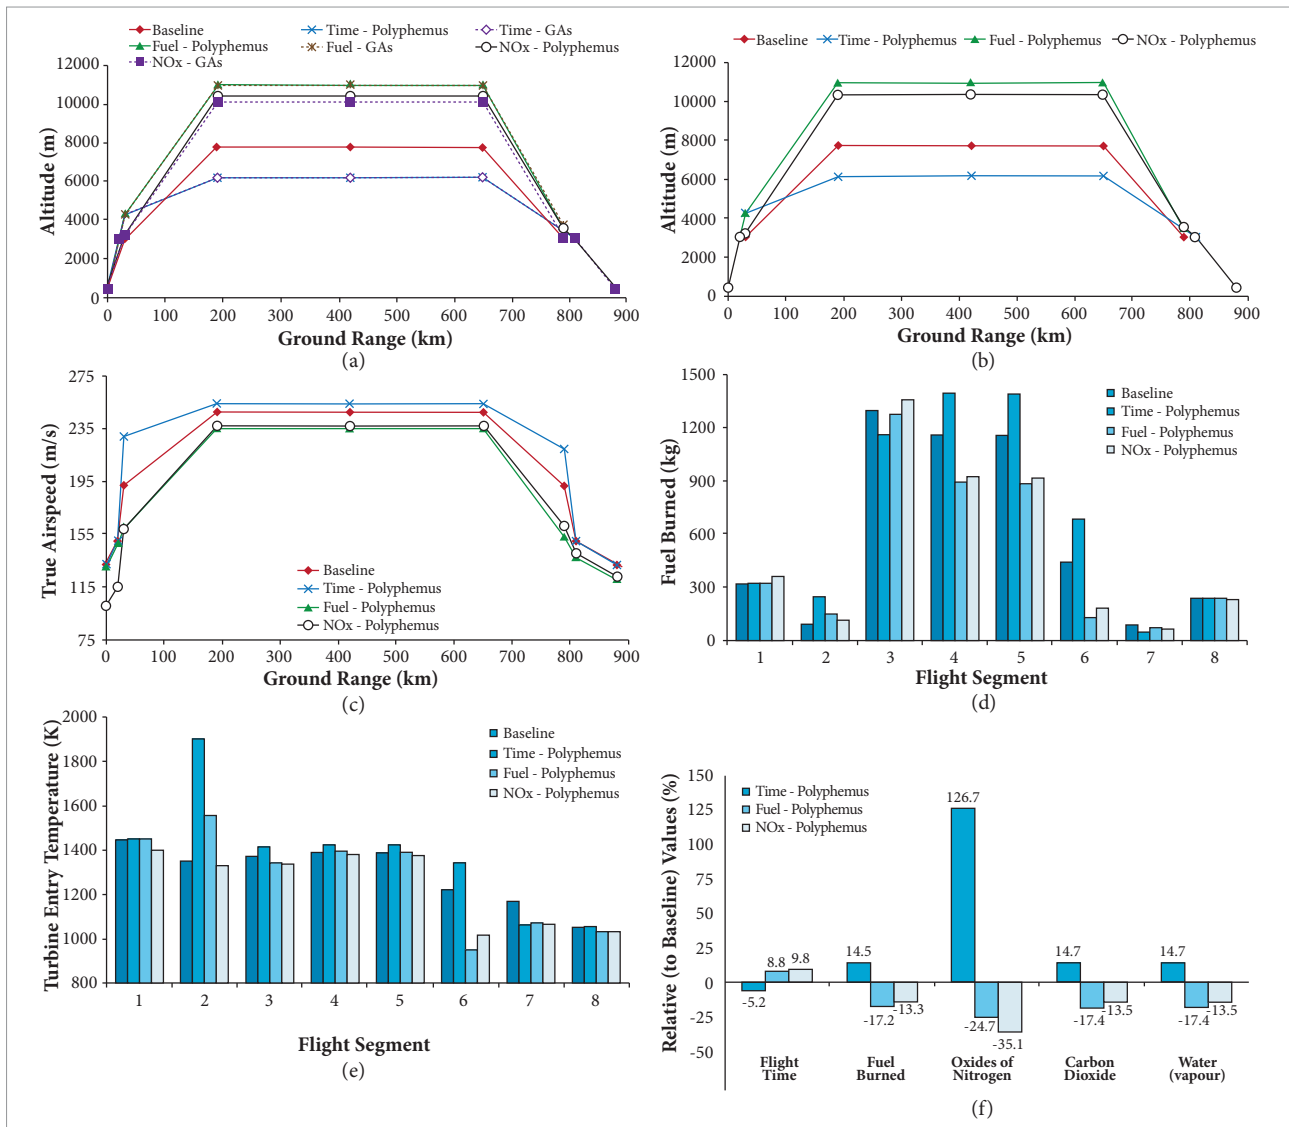 Baseline
Time - Polyphemus
Time - GAs
Fuel - Polyphemus
Fuel - GAs
NOx - Polyphemus
NOx - GAs
12000
10000
8000
6000
4000
2000
0
Altitude (m)
0 100 200 300 400 500 600 700 800 900
Ground Range (km)
(a)
Baseline Time - Polyphemus Fuel - Polyphemus NOx - Polyphemus
12000
10000
8000
6000
4000
2000
0
Altitude (m)
0 100 200 300 400 500 600 700 800 900
Ground Range (km)
(b)
275
235
195
155
115
75
True Airspeed (m/s)
Baseline
Time - Polyphemus
Fuel - Polyphemus
NOx - Polyphemus
0 100 200 300 400 500 600 700 800 900
Ground Range (km)
(c)
1500
1200
900
600
300
0
Fuel Burned (kg)
Baseline
Time - Polyphemus
Fuel - Polyphemus
NOx - Polyphemus
1 2 3 4 5 6 7 8
Flight Segment
(d)
2000
1800
1600
1400
1200
1000
800
Turbine Entry Temperature (K)
Baseline
Time - Polyphemus
Fuel - Polyphemus
NOx - Polyphemus
1 2 3 4 5 6 7 8
Flight Segment
(e)
150
125
100
75
50
25
0
-25
-50
Relative (to Baseline) Values (%)
Time - Polyphemus
Fuel - Polyphemus
NOx - Polyphemus
-5.2 8.8 9.8
14.5 -17.2 -13.3
126.7 -24.7 -35.1
14.7 -17.4 -13.5
14.7 -17.4 -13.5
Flight Time
Fuel Burned
Oxides of Nitrogen
Carbon Dioxide
Water (vapour)
(f)